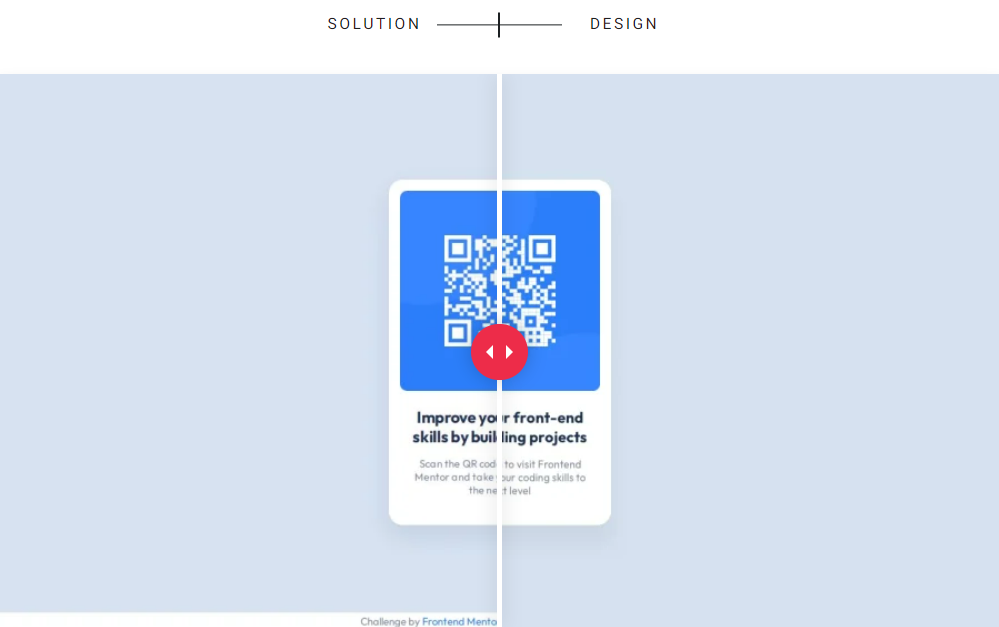 SOLUTION DESIGN
Improve your front-end
skills by building projects
Scan the QR code to visit Frontend
Mentor and take your coding skills to
the next level
Challenge by Frontend Mento